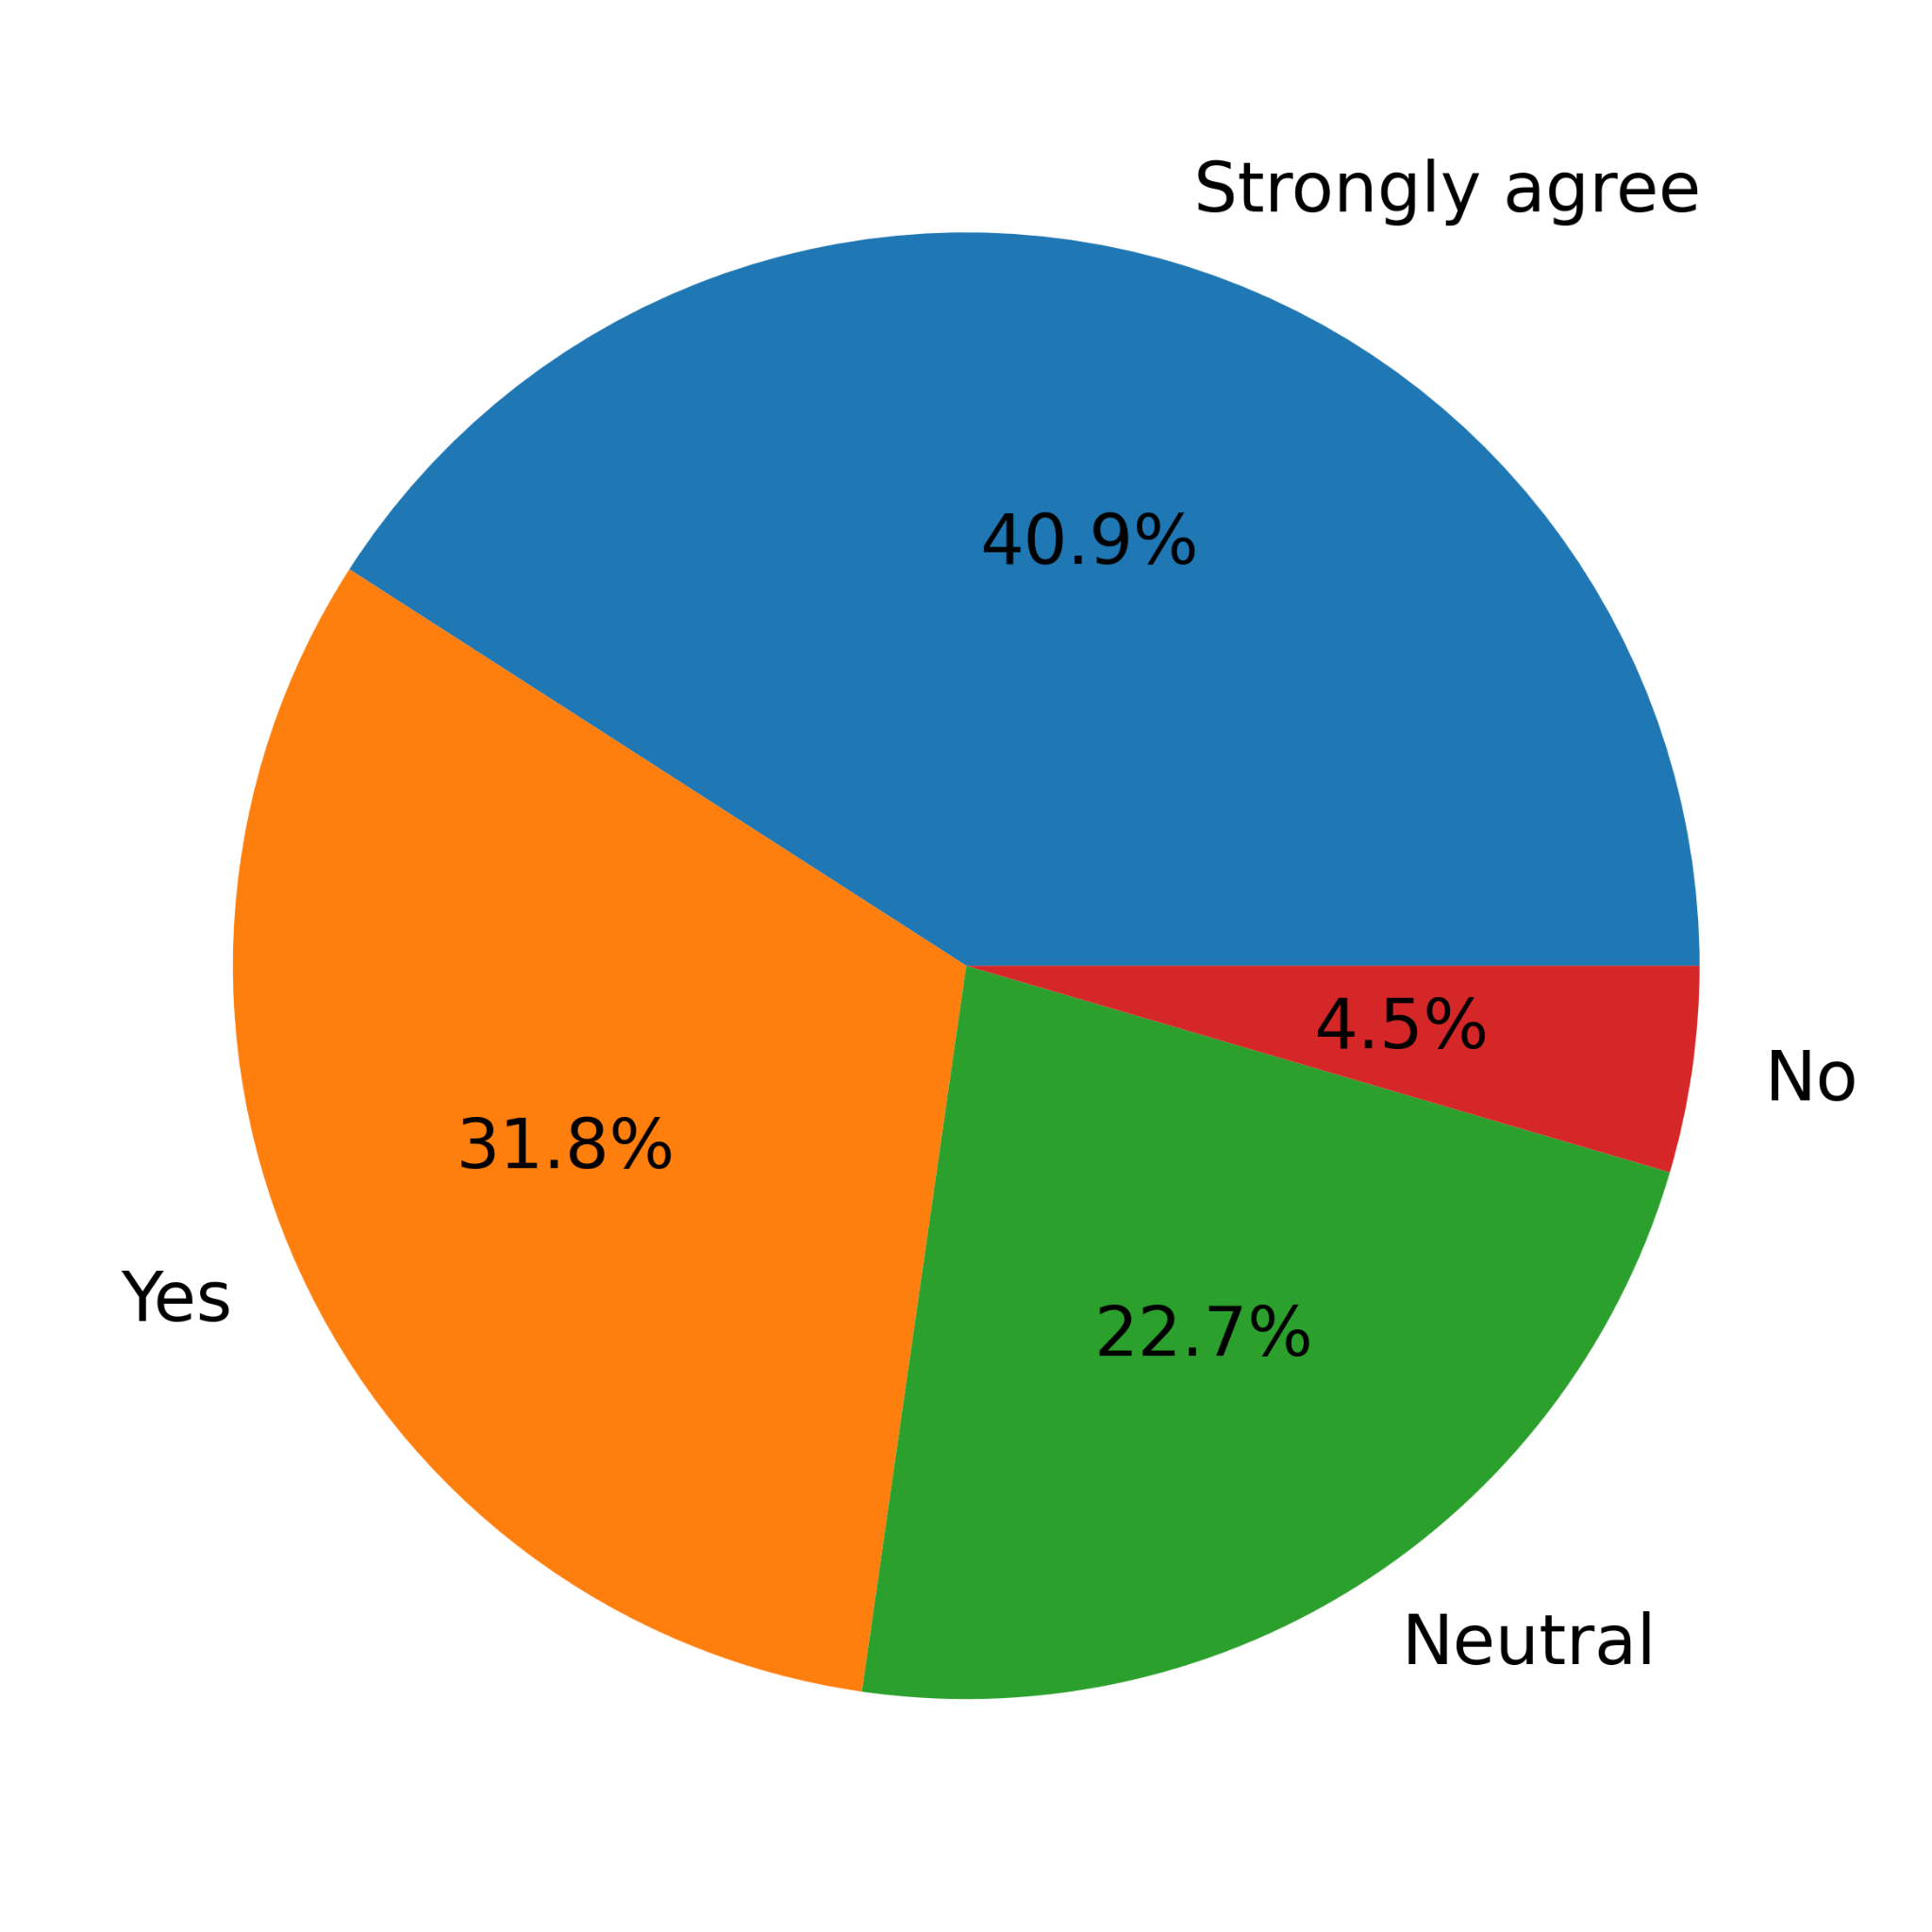 Strongly agree
40.9%
4.5%
No
31.8%
Yes
22.7%
Neutral